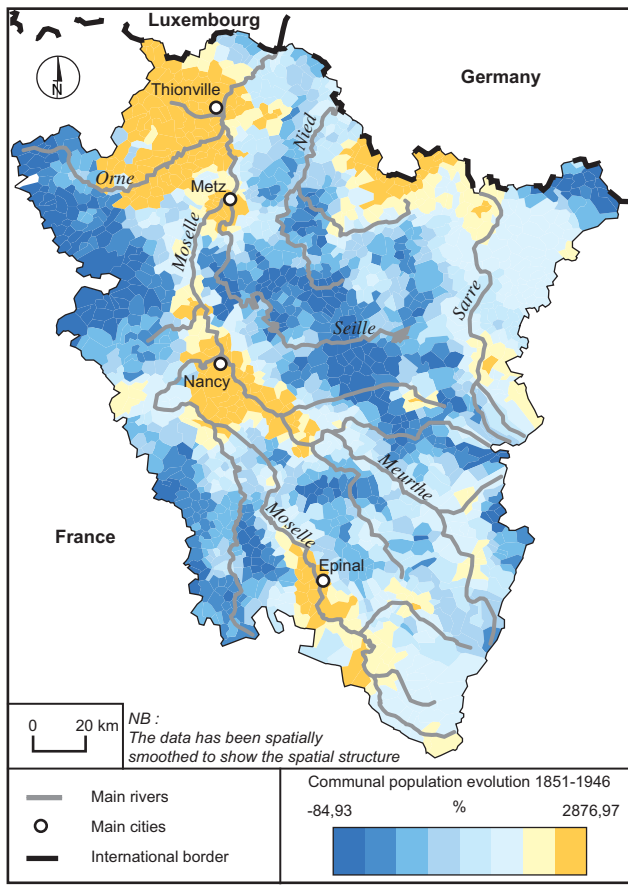 Luxembourg
Germany
N
Thionville
Nied
Orne
Metz
Moselle
Sarre
Seille
Nancy
Meurthe
Moselle
France
Epinal
0 20 km
NB :
The data has been spatially
smoothed to show the spatial structure
Main rivers
Main cities
International border
Communal population evolution 1851-1946
-84,93 % 2876,97